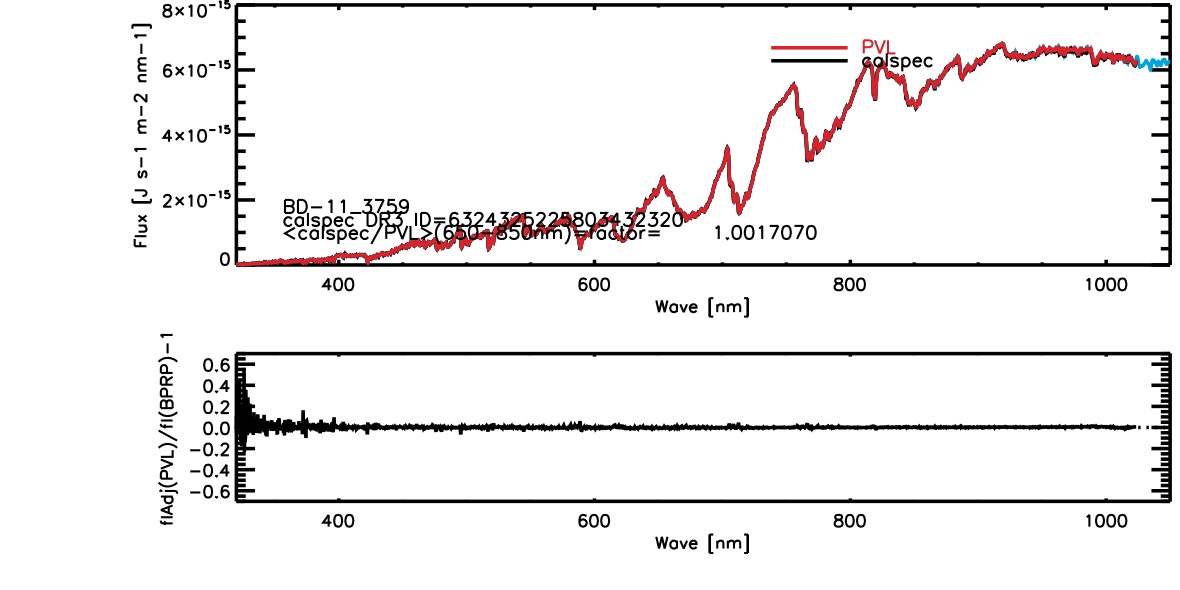 8×10⁻¹⁵
6×10⁻¹⁵
4×10⁻¹⁵
2×10⁻¹⁵
0
Flux [J s−1 m−2 nm−1]
PVL
calspec
BD−11_3759
calspec DR3 ID=6324325225803432320
<calspec/PVL>(650−850nm)=factor= 1.0017070
400 600 800 1000
Wave [nm]
0.6
0.4
0.2
0.0
−0.2
−0.4
−0.6
flAdj(PVL)/fl(BPRP)−1
400 600 800 1000
Wave [nm]